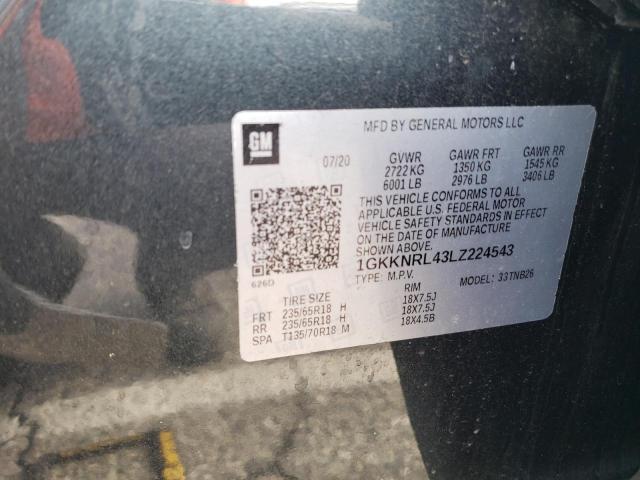 MFD BY GENERAL MOTORS LLC
GM
07/20 GVWR GAWR FRT GAWR RR
2722 KG 1350 KG 1545 KG
6001 LB 2976 LB 3406 LB
THIS VEHICLE CONFORMS TO ALL
APPLICABLE U.S. FEDERAL MOTOR
VEHICLE SAFETY STANDARDS IN EFFECT
ON THE DATE OF MANUFACTURE
SHOWN ABOVE.
1GKKNRL43LZ224543
626D TYPE: M.P.V. MODEL: 33TNB26
TIRE SIZE RIM
FRT 235/65R18 H 18X7.5J
RR 235/65R18 H 18X7.5J
SPA T135/70R18 M 18X4.5B